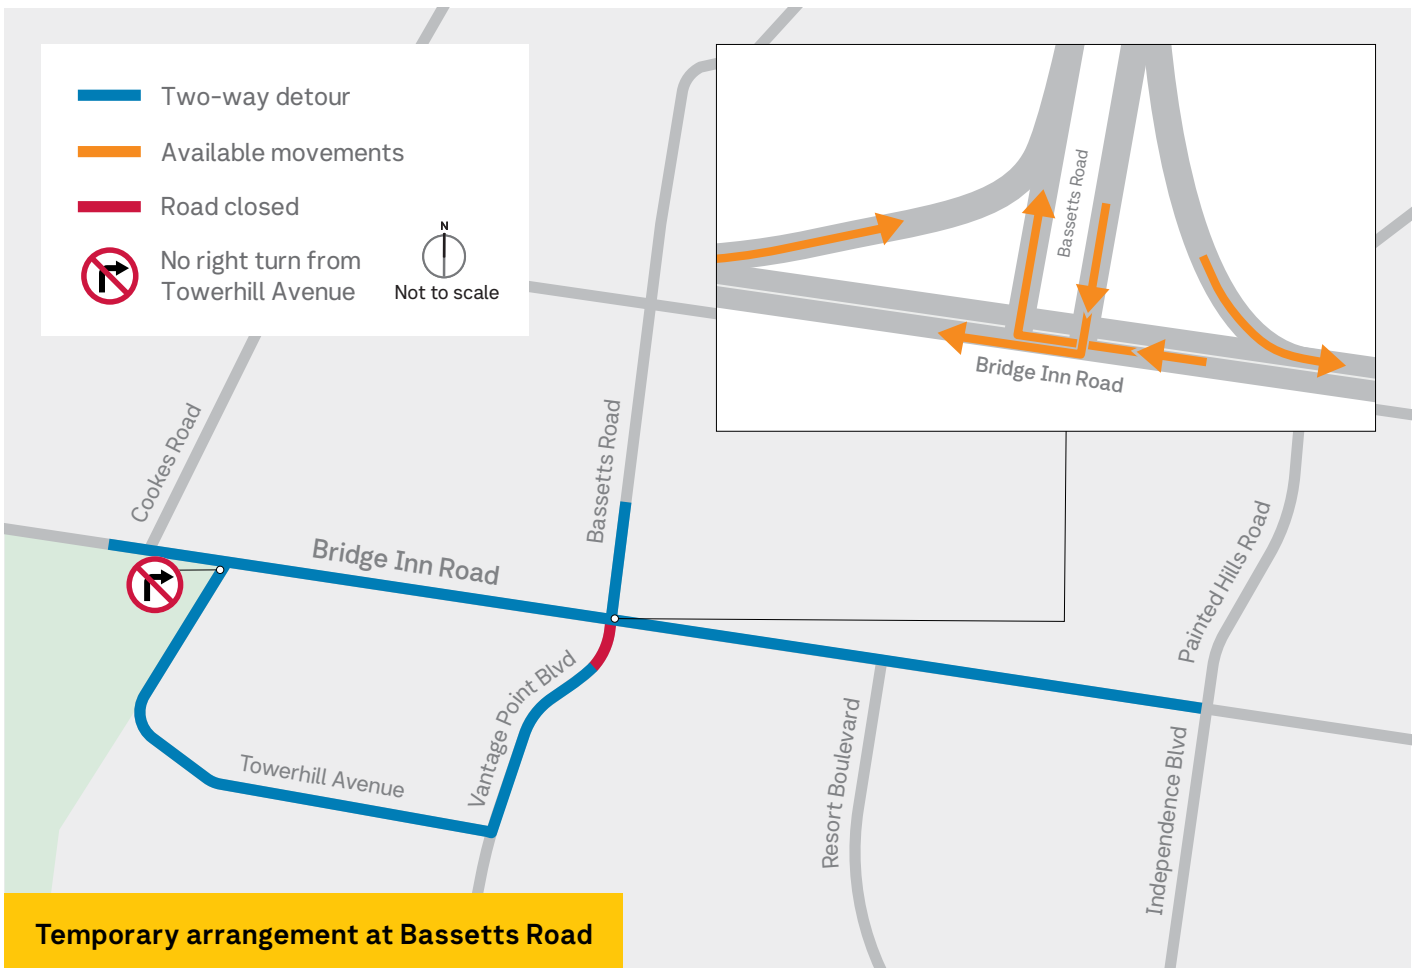 Two-way detour
Available movements
Road closed
No right turn from
Towerhill Avenue
N
Not to scale
Bassetts Road
Bridge Inn Road
Cookes Road
Bassetts Road
Bridge Inn Road
Painted Hills Road
Vantage Point Blvd
Towerhill Avenue
Resort Boulevard
Independence Blvd
Temporary arrangement at Bassetts Road